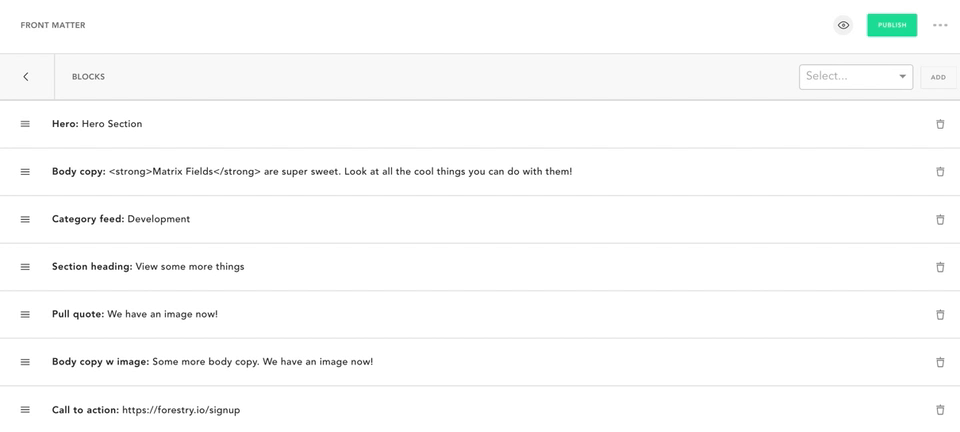 FRONT MATTER
PUBLISH
BLOCKS
Select...
ADD
Hero: Hero Section
Body copy: <strong>Matrix Fields</strong> are super sweet. Look at all the cool things you can do with them!
Category feed: Development
Section heading: View some more things
Pull quote: We have an image now!
Body copy w image: Some more body copy. We have an image now!
Call to action: https://forestry.io/signup